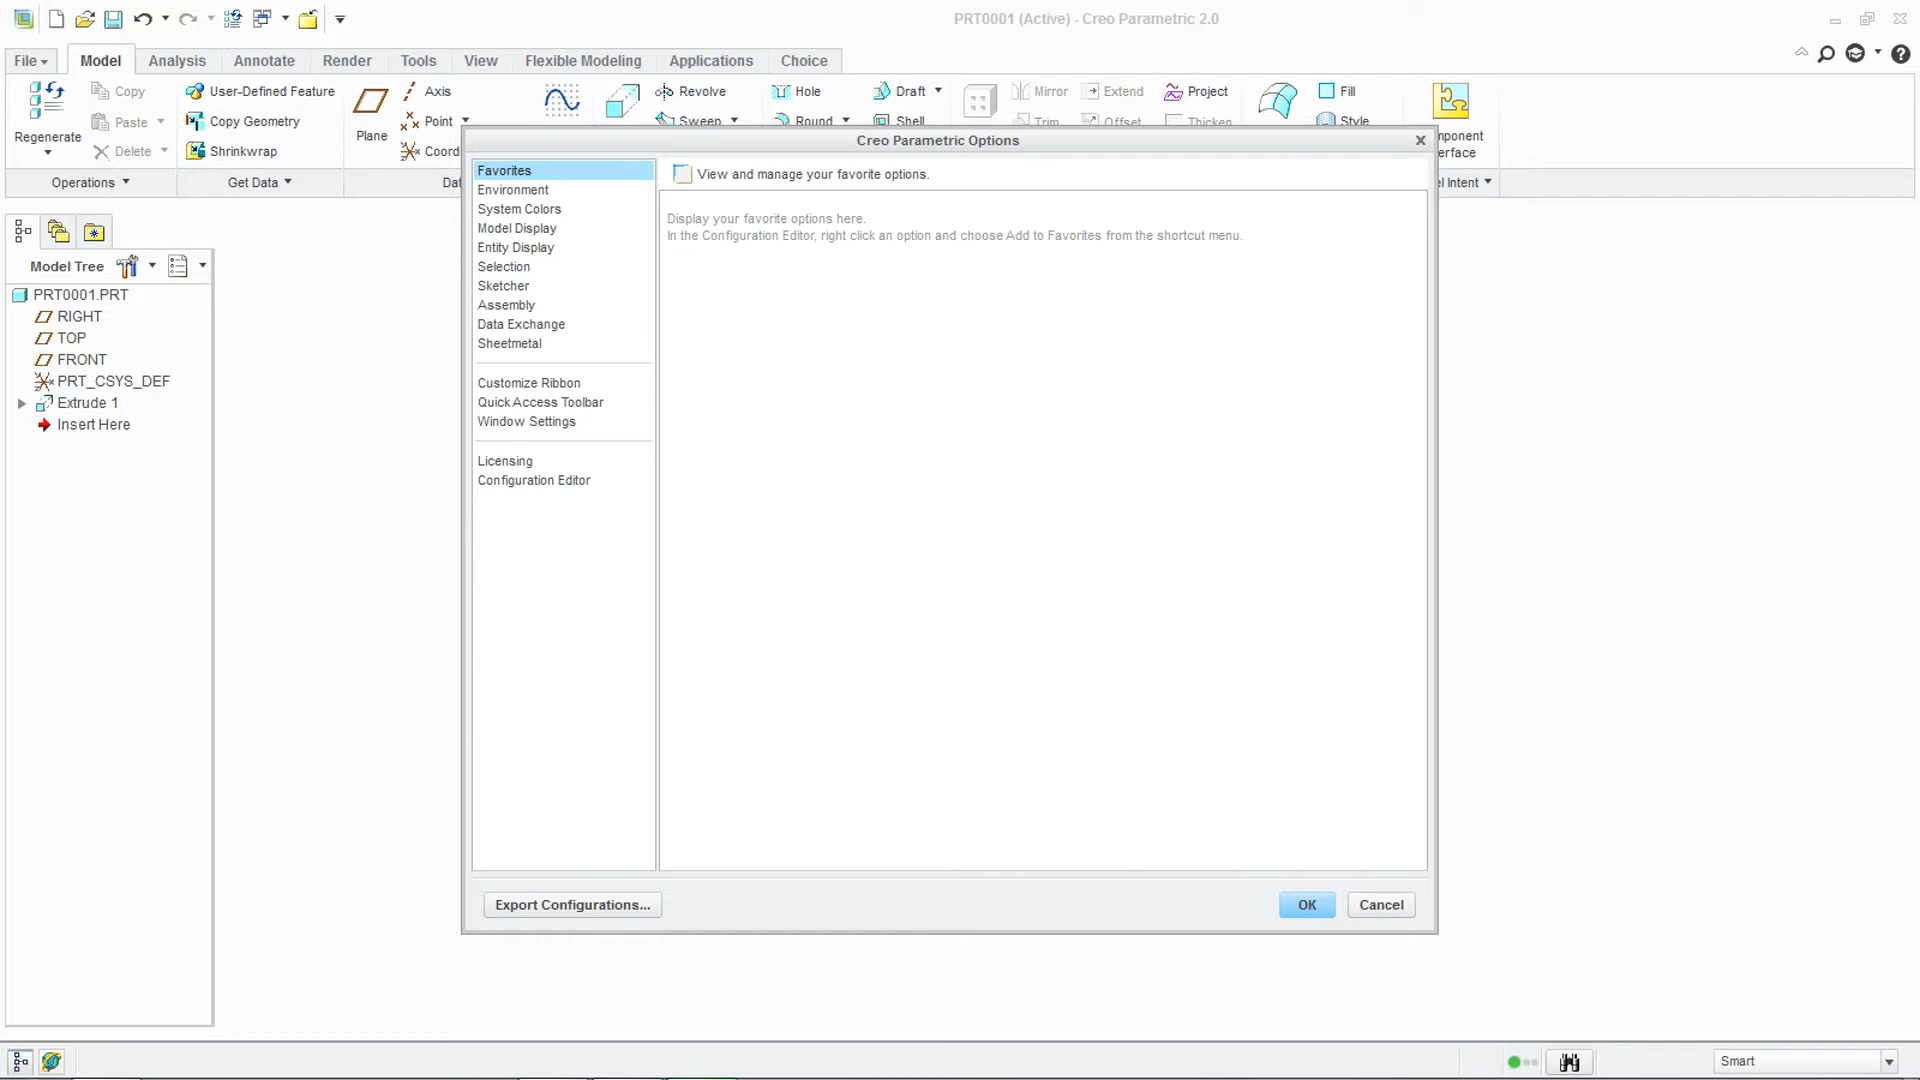 PRT0001 (Active) - Creo Parametric 2.0
File
Model
Analysis
Annotate
Render
Tools
View
Flexible Modeling
Applications
Choice
Regenerate
Copy
Paste
Delete
Operations
User-Defined Feature
Copy Geometry
Shrinkwrap
Get Data
Plane
Axis
Point
Coord
Dat
Revolve
Sweep
Hole
Round
Draft
Shell
Mirror
Trim
Extend
Offset
Project
Thicken
Fill
Style
mponent
erface
el Intent
Model Tree
PRT0001.PRT
RIGHT
TOP
FRONT
PRT_CSYS_DEF
Extrude 1
Insert Here
Creo Parametric Options
Favorites
Environment
System Colors
Model Display
Entity Display
Selection
Sketcher
Assembly
Data Exchange
Sheetmetal
Customize Ribbon
Quick Access Toolbar
Window Settings
Licensing
Configuration Editor
View and manage your favorite options.
Display your favorite options here.
In the Configuration Editor, right click an option and choose Add to Favorites from the shortcut menu.
Export Configurations...
OK
Cancel
Smart